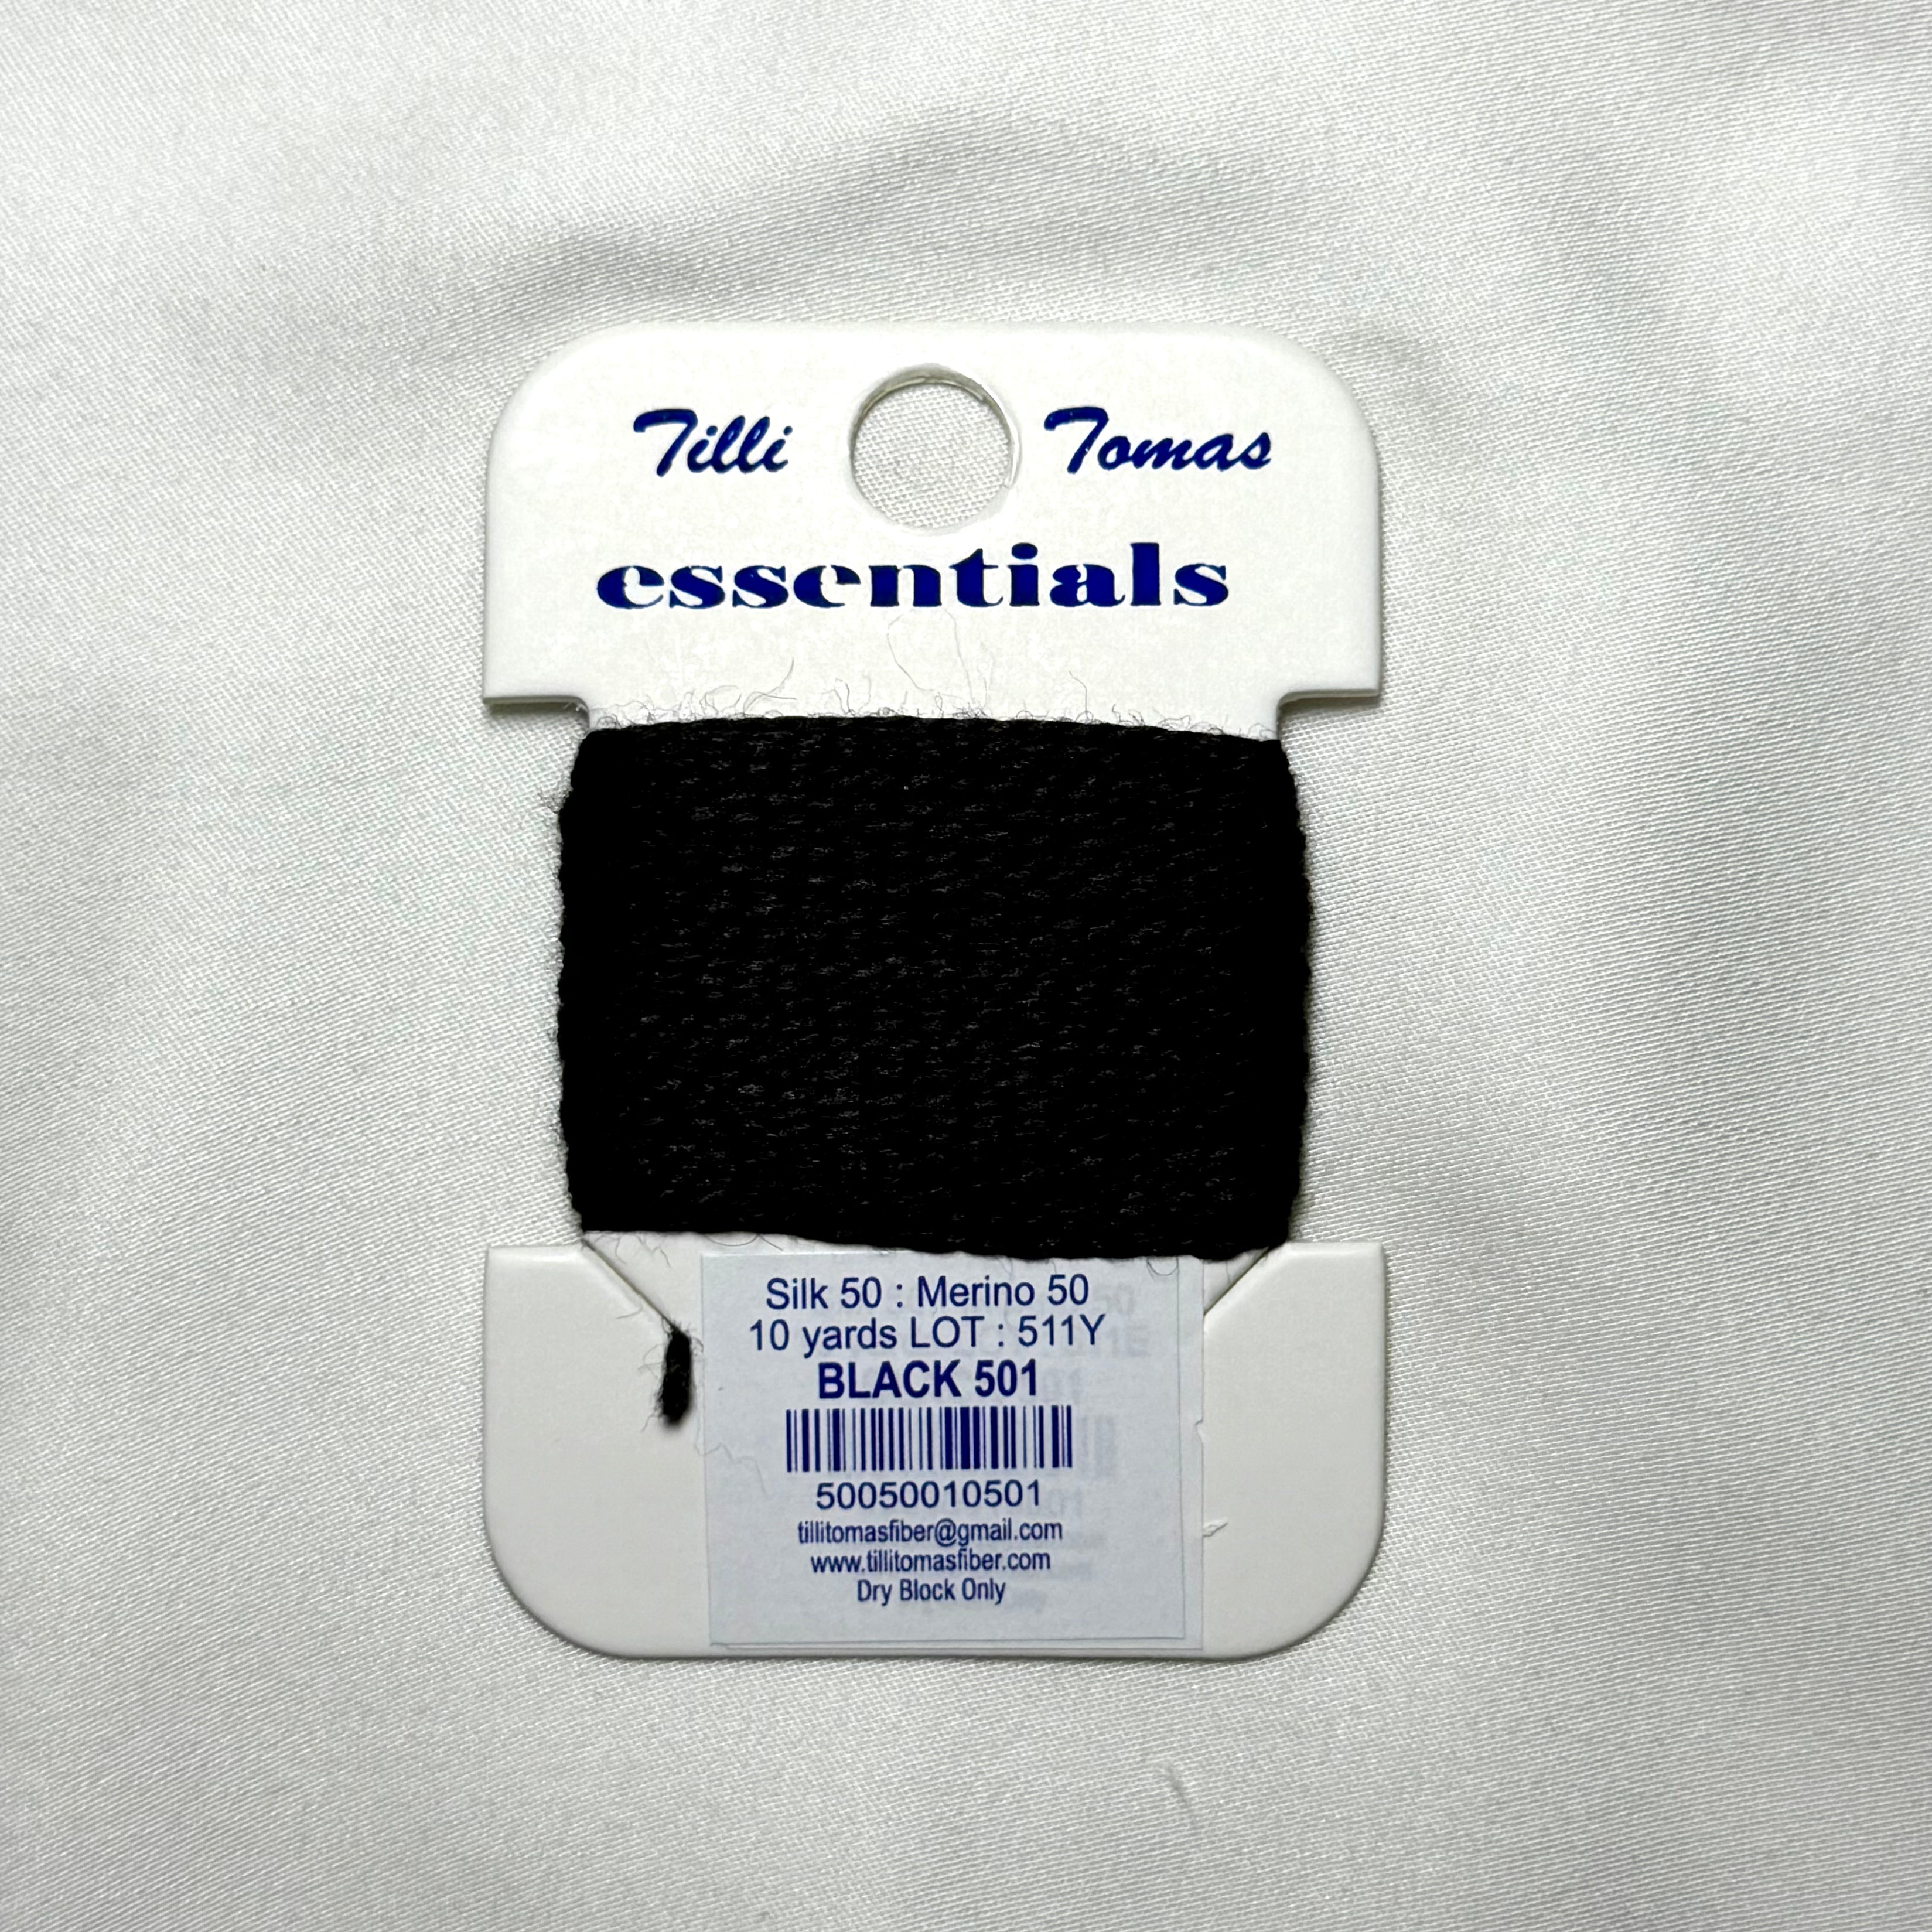 Tilli Tomas
essentials
Silk 50 : Merino 50
10 yards LOT : 511Y
BLACK 501
50050010501
tillitomasfiber@gmail.com
www.tillitomasfiber.com
Dry Block Only